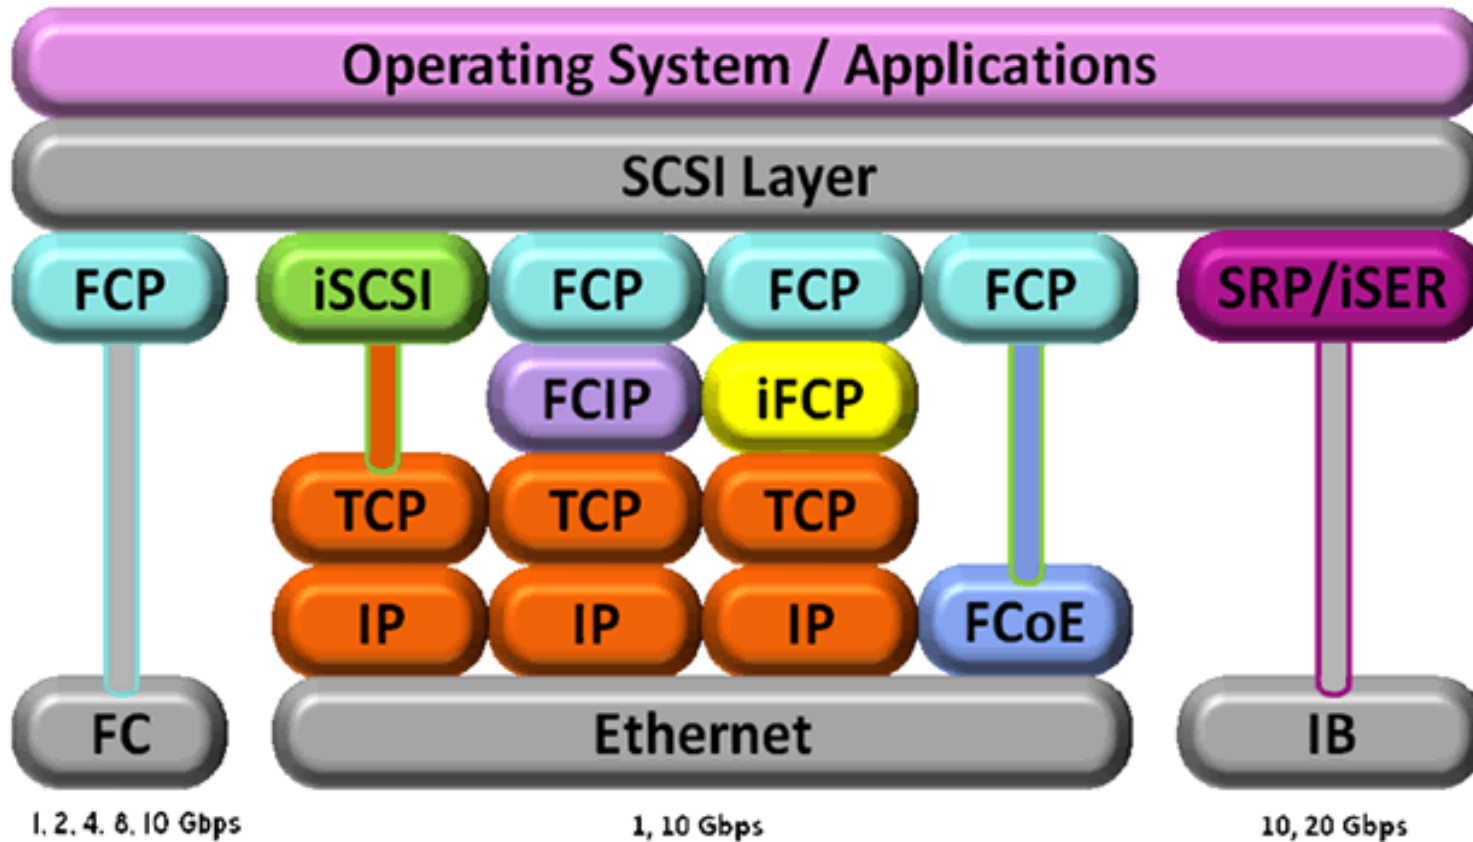 Operating System / Applications
SCSI Layer
FCP iSCSI FCP FCP FCP SRP/iSER
FCIP iFCP
TCP TCP TCP
IP IP IP FCoE
FC Ethernet IB
1, 2, 4. 8, 10 Gbps 1, 10 Gbps 10, 20 Gbps